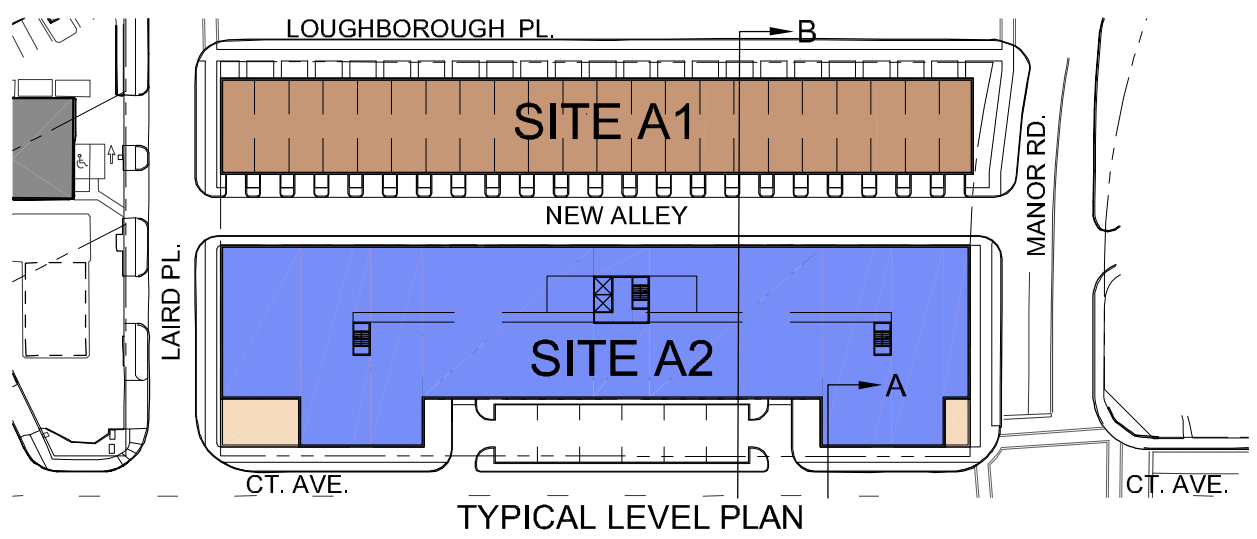 LOUGHBOROUGH PL.
B
SITE A1
MANOR RD.
NEW ALLEY
LAIRD PL.
SITE A2
A
CT. AVE.
CT. AVE.
TYPICAL LEVEL PLAN